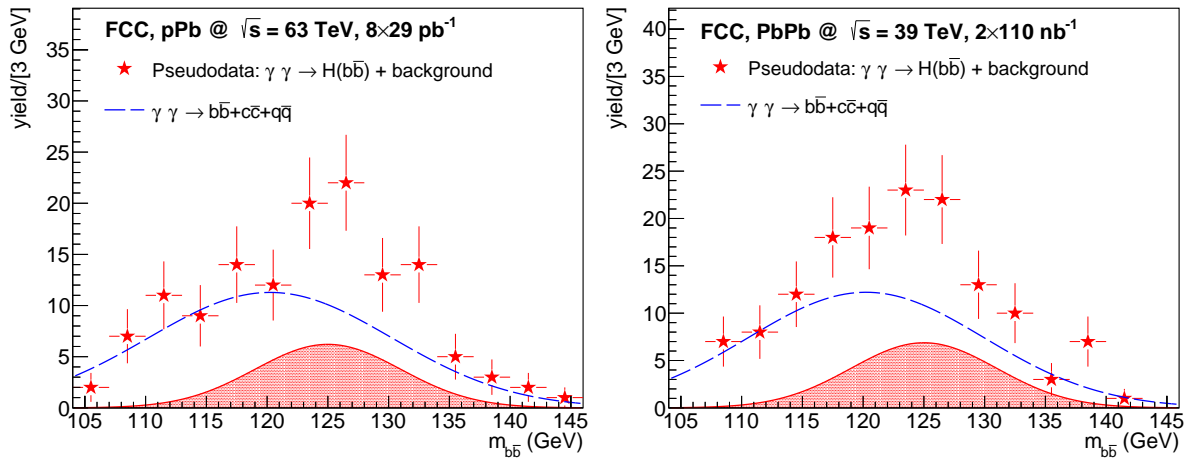 FCC, pPb @ √s = 63 TeV, 8×29 pb⁻¹
Pseudodata: γ γ → H(bb̄) + background
γ γ → bb̄+cc̄+qq̄
yield/[3 GeV]
35
30
25
20
15
10
5
0
105 110 115 120 125 130 135 140 145
m_bb̄ (GeV)
FCC, PbPb @ √s = 39 TeV, 2×110 nb⁻¹
Pseudodata: γ γ → H(bb̄) + background
γ γ → bb̄+cc̄+qq̄
yield/[3 GeV]
40
35
30
25
20
15
10
5
0
105 110 115 120 125 130 135 140 145
m_bb̄ (GeV)